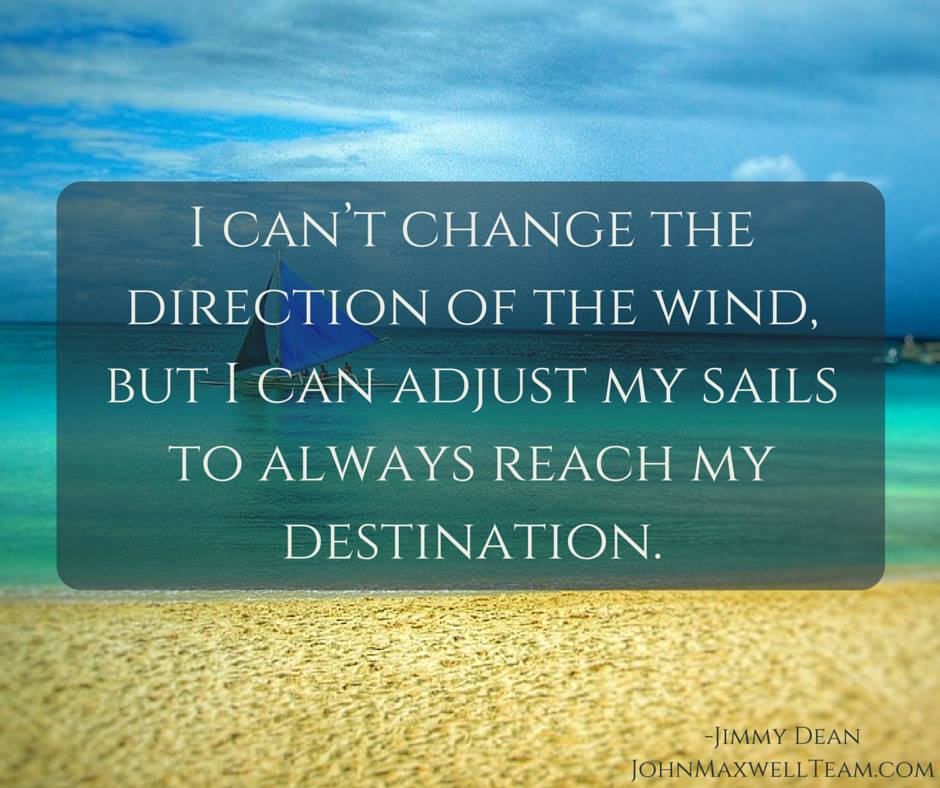 I can’t change the
direction of the wind,
but I can adjust my sails
to always reach my
destination.
-Jimmy Dean
JohnMaxwellTeam.com